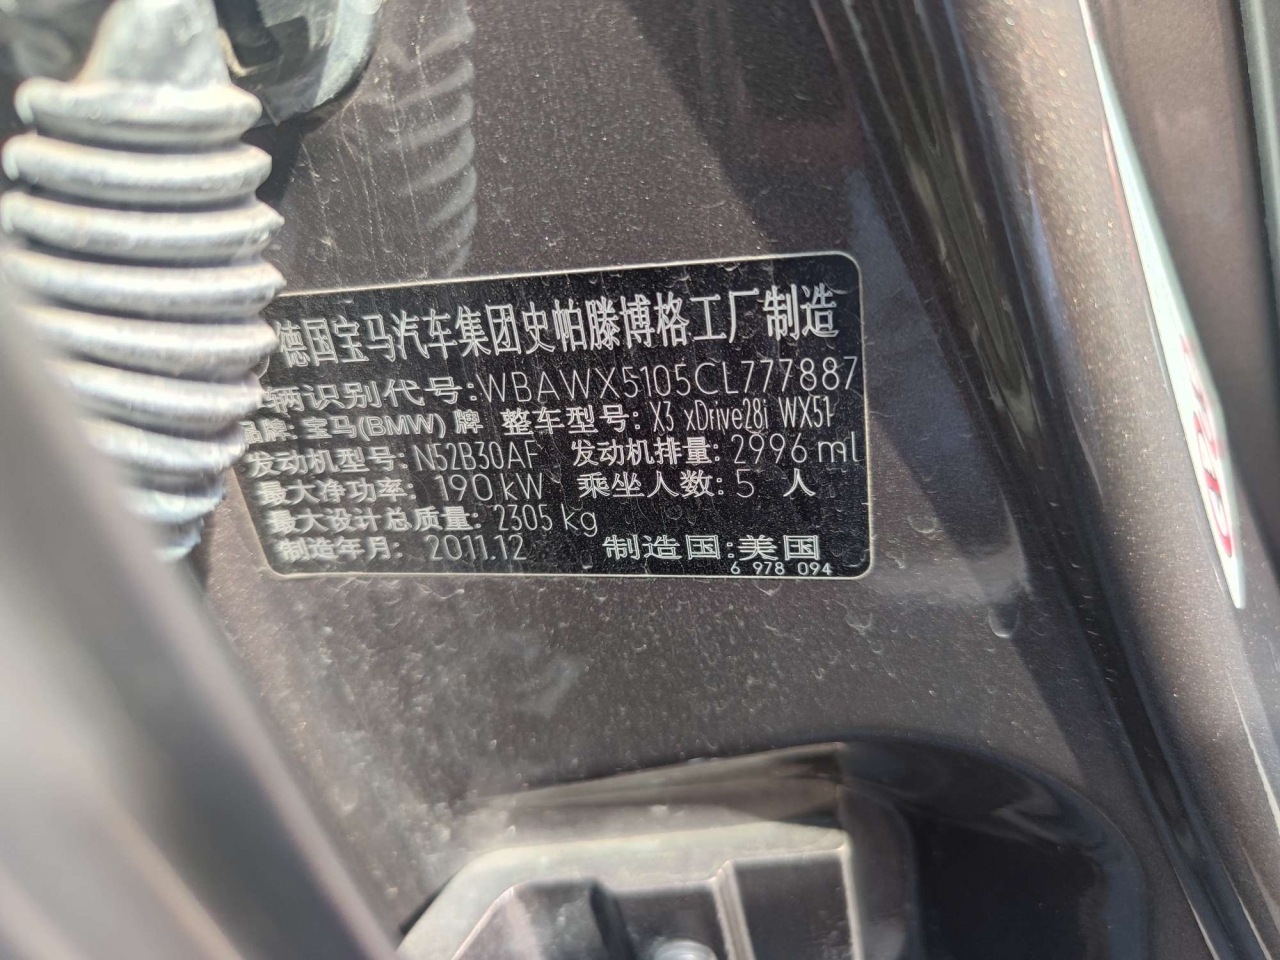 德国宝马汽车集团史帕滕博格工厂制造
车辆识别代号:WBAWX5105CL777887
品牌: 宝马(BMW) 牌 整车型号: X3 xDrive28i WX51
发动机型号: N52B30AF 发动机排量: 2996 ml
最大净功率: 190 kW 乘坐人数: 5 人
最大设计总质量: 2305 kg
制造年月: 2011.12 制造国:美国
6 978 094